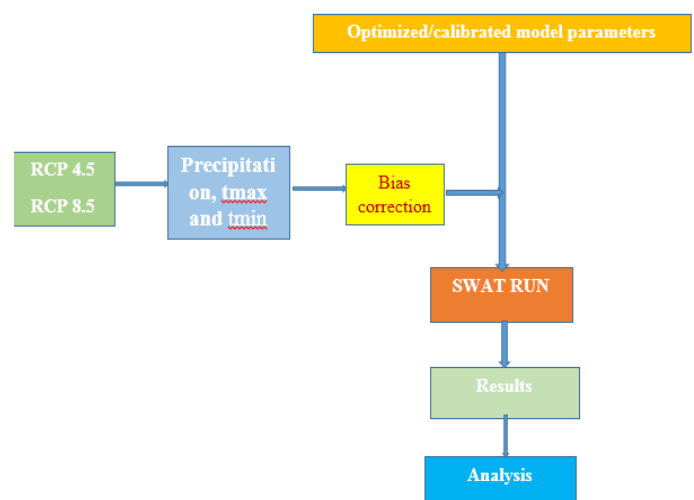 Optimized/calibrated model parameters
RCP 4.5
RCP 8.5
Precipitati
on, tmax
and tmin
Bias
correction
SWAT RUN
Results
Analysis